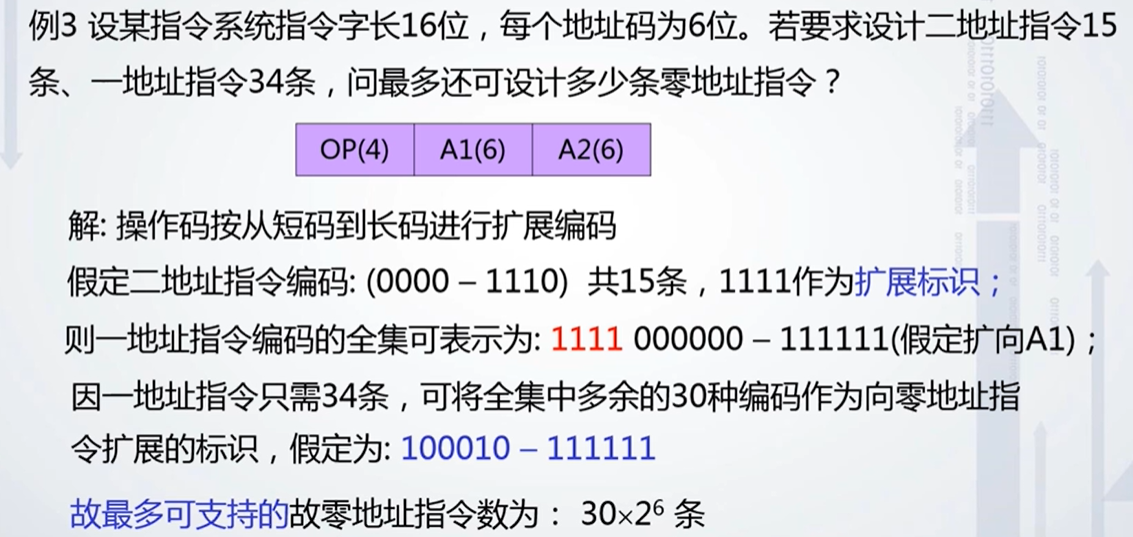 例3 设某指令系统指令字长16位，每个地址码为6位。若要求设计二地址指令15
条、一地址指令34条，问最多还可设计多少条零地址指令？
OP(4) A1(6) A2(6)
解: 操作码按从短码到长码进行扩展编码
假定二地址指令编码: (0000 – 1110) 共15条，1111作为扩展标识；
则一地址指令编码的全集可表示为: 1111 000000 – 111111(假定扩向A1)；
因一地址指令只需34条，可将全集中多余的30种编码作为向零地址指
令扩展的标识，假定为: 100010 – 111111
故最多可支持的故零地址指令数为： 30×2⁶ 条